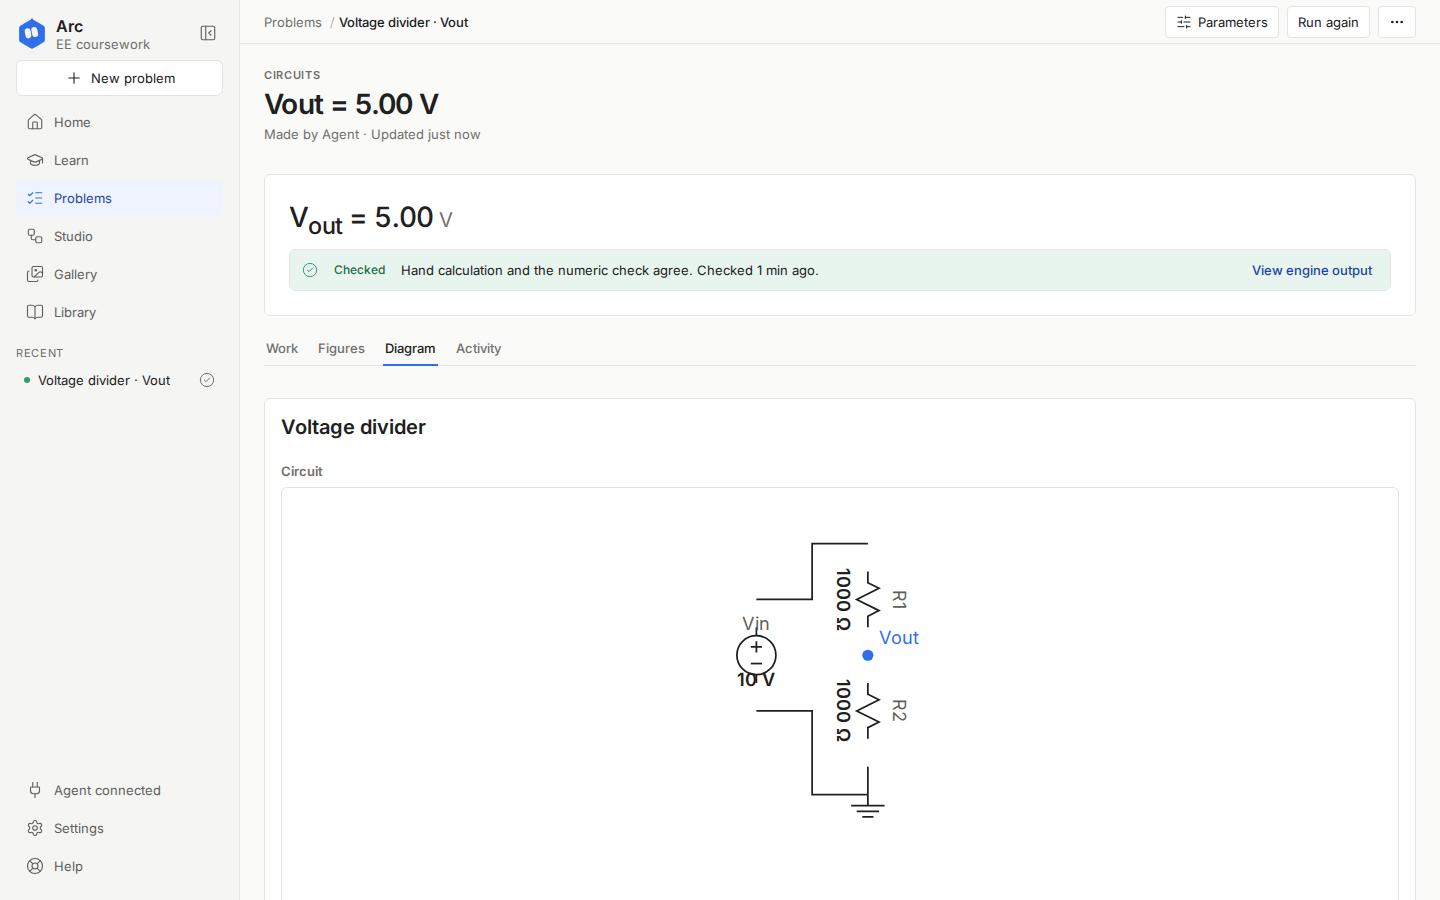 Arc
EE coursework
New problem
Home
Learn
Problems
Studio
Gallery
Library
RECENT
Voltage divider · Vout
Agent connected
Settings
Help
Problems / Voltage divider · Vout
Parameters
Run again
CIRCUITS
Vout = 5.00 V
Made by Agent · Updated just now
Vout = 5.00 V
Checked Hand calculation and the numeric check agree. Checked 1 min ago.
View engine output
Work
Figures
Diagram
Activity
Voltage divider
Circuit
1000 Ω
R1
Vin
Vout
10 V
1000 Ω
R2